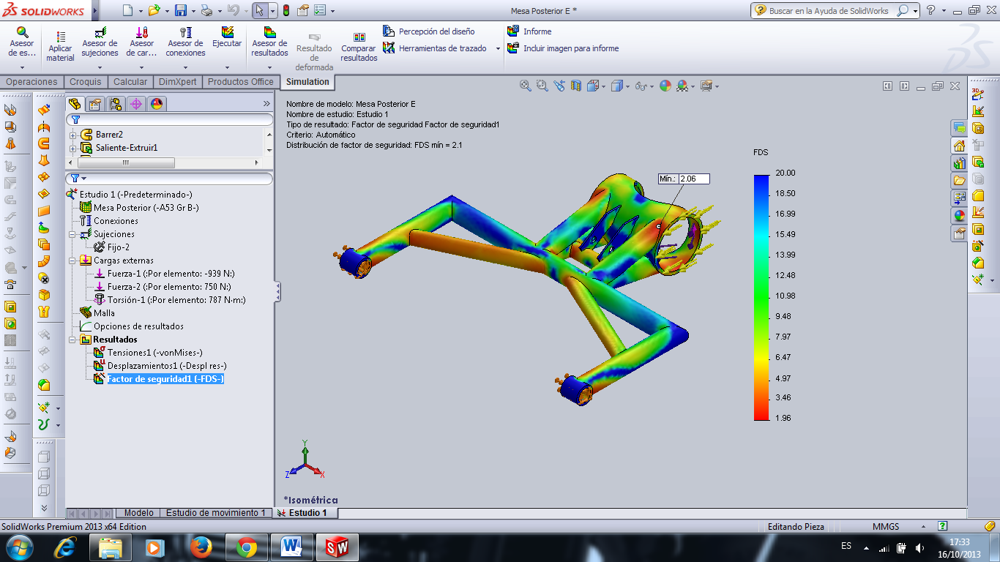 SOLIDWORKS
Mesa Posterior E *
Buscar en la Ayuda de SolidWorks
Asesor de es...
Aplicar material
Asesor de sujeciones
Asesor de car...
Asesor de conexiones
Ejecutar
Asesor de resultados
Resultado de deformada
Comparar resultados
Percepción del diseño
Herramientas de trazado
Informe
Incluir imagen para informe
Operaciones
Croquis
Calcular
DimXpert
Productos Office
Simulation
Barrer2
Saliente-Extruir1
Estudio 1 (-Predeterminado-)
Mesa Posterior (-A53 Gr B-)
Conexiones
Sujeciones
Fijo-2
Cargas externas
Fuerza-1 (:Por elemento: -939 N:)
Fuerza-2 (:Por elemento: 750 N:)
Torsión-1 (:Por elemento: 787 N·m:)
Malla
Opciones de resultados
Resultados
Tensiones1 (-vonMises-)
Desplazamientos1 (-Despl res-)
Factor de seguridad1 (-FDS-)
Nombre de modelo: Mesa Posterior E
Nombre de estudio: Estudio 1
Tipo de resultado: Factor de seguridad Factor de seguridad1
Criterio: Automático
Distribución de factor de seguridad: FDS mín = 2.1
Mín.: 2.06
FDS
20.00
18.50
16.99
15.49
13.99
12.48
10.98
9.48
7.97
6.47
4.97
3.46
1.96
Y
Z
X
*Isométrica
3D
Modelo
Estudio de movimiento 1
Estudio 1
SolidWorks Premium 2013 x64 Edition
Editando Pieza
MMGS
ES
17:33
16/10/2013